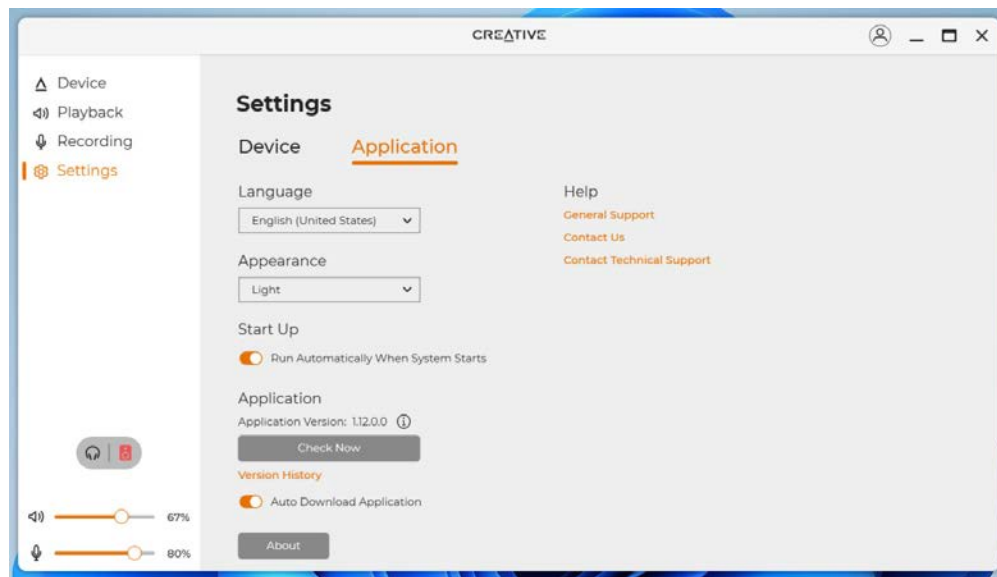 CREATIVE
Device
Playback
Recording
Settings
67%
80%
Settings
Device Application
Language
English (United States)
Appearance
Light
Start Up
Run Automatically When System Starts
Application
Application Version: 1.12.0.0
Check Now
Version History
Auto Download Application
About
Help
General Support
Contact Us
Contact Technical Support